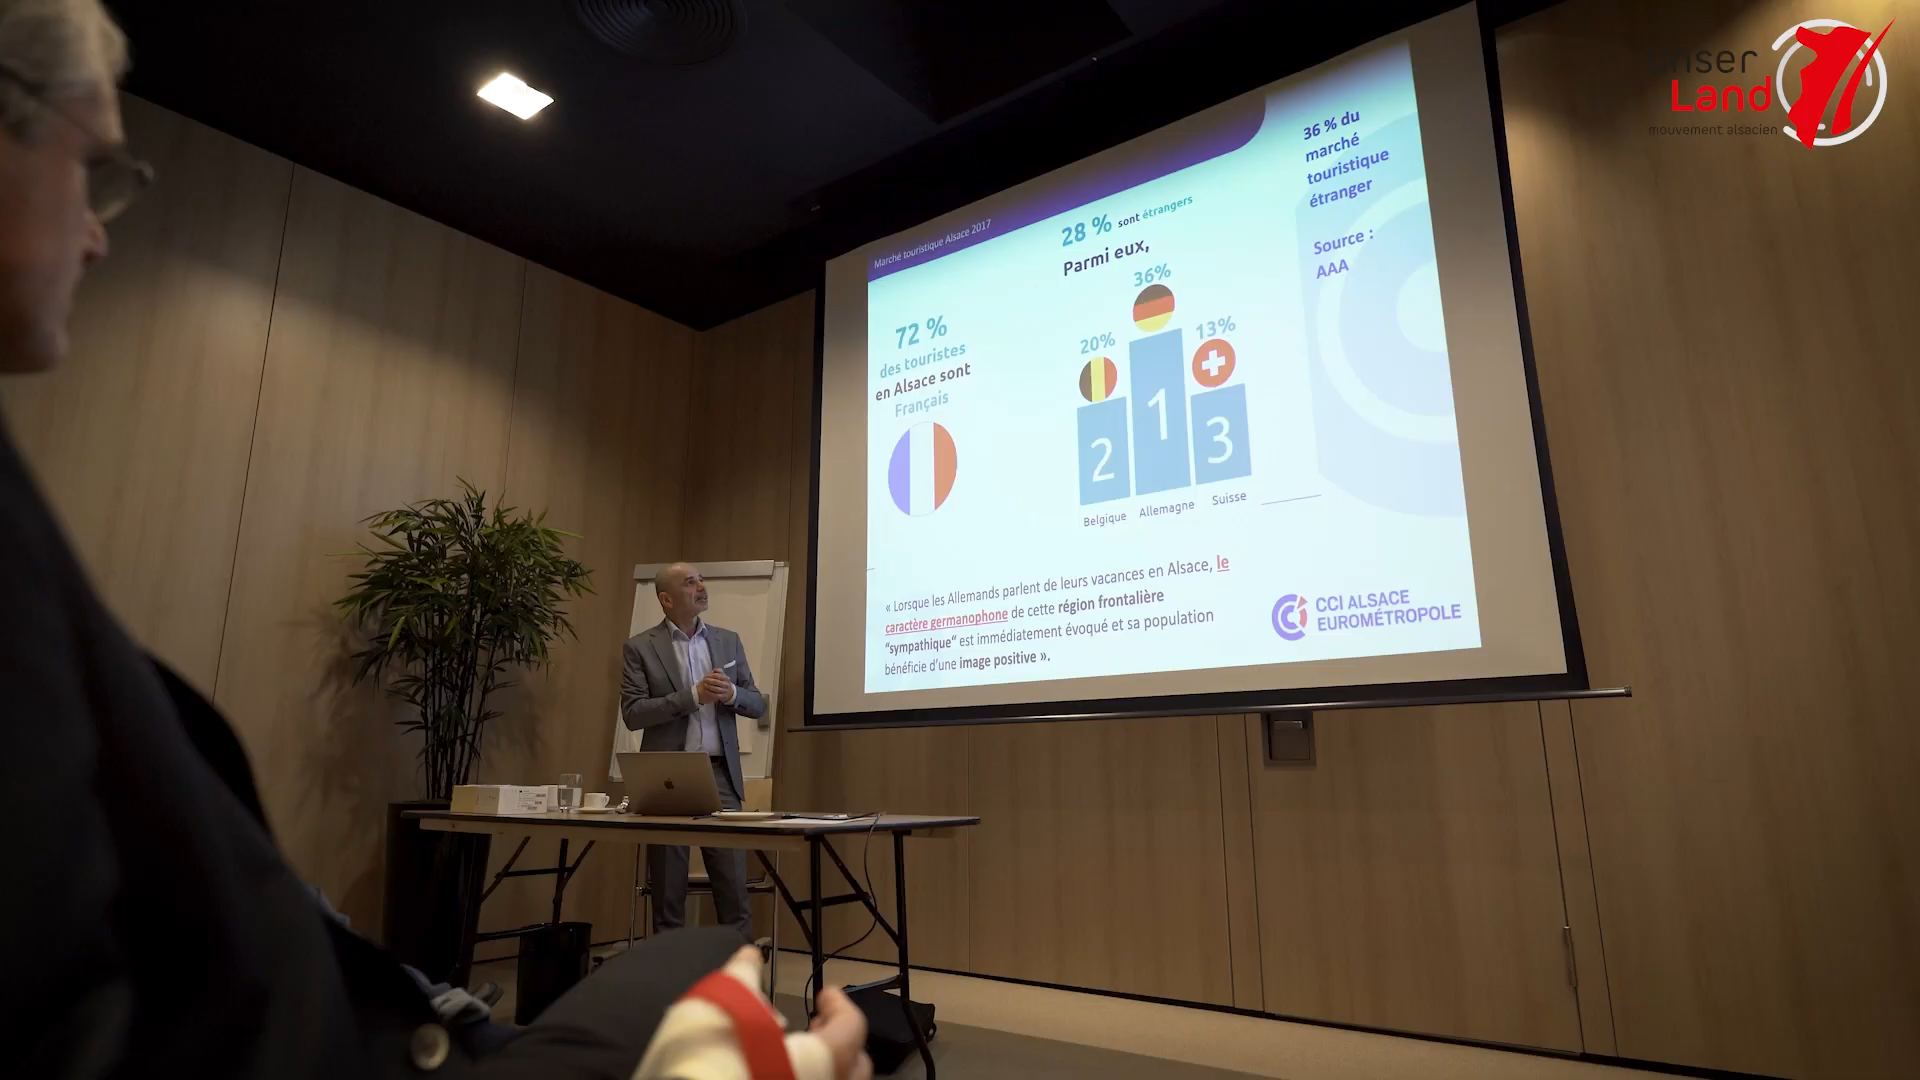 unser
Land
mouvement alsacien
Marché touristique Alsace 2017
28 % sont étrangers
Parmi eux,
36%
20%
13%
72 %
des touristes
en Alsace sont
Français
2
1
3
Belgique
Allemagne
Suisse
36 % du
marché
touristique
étranger
Source :
AAA
« Lorsque les Allemands parlent de leurs vacances en Alsace, le
caractère germanophone de cette région frontalière
"sympathique" est immédiatement évoqué et sa population
bénéficie d'une image positive ».
CCI ALSACE
EUROMÉTROPOLE